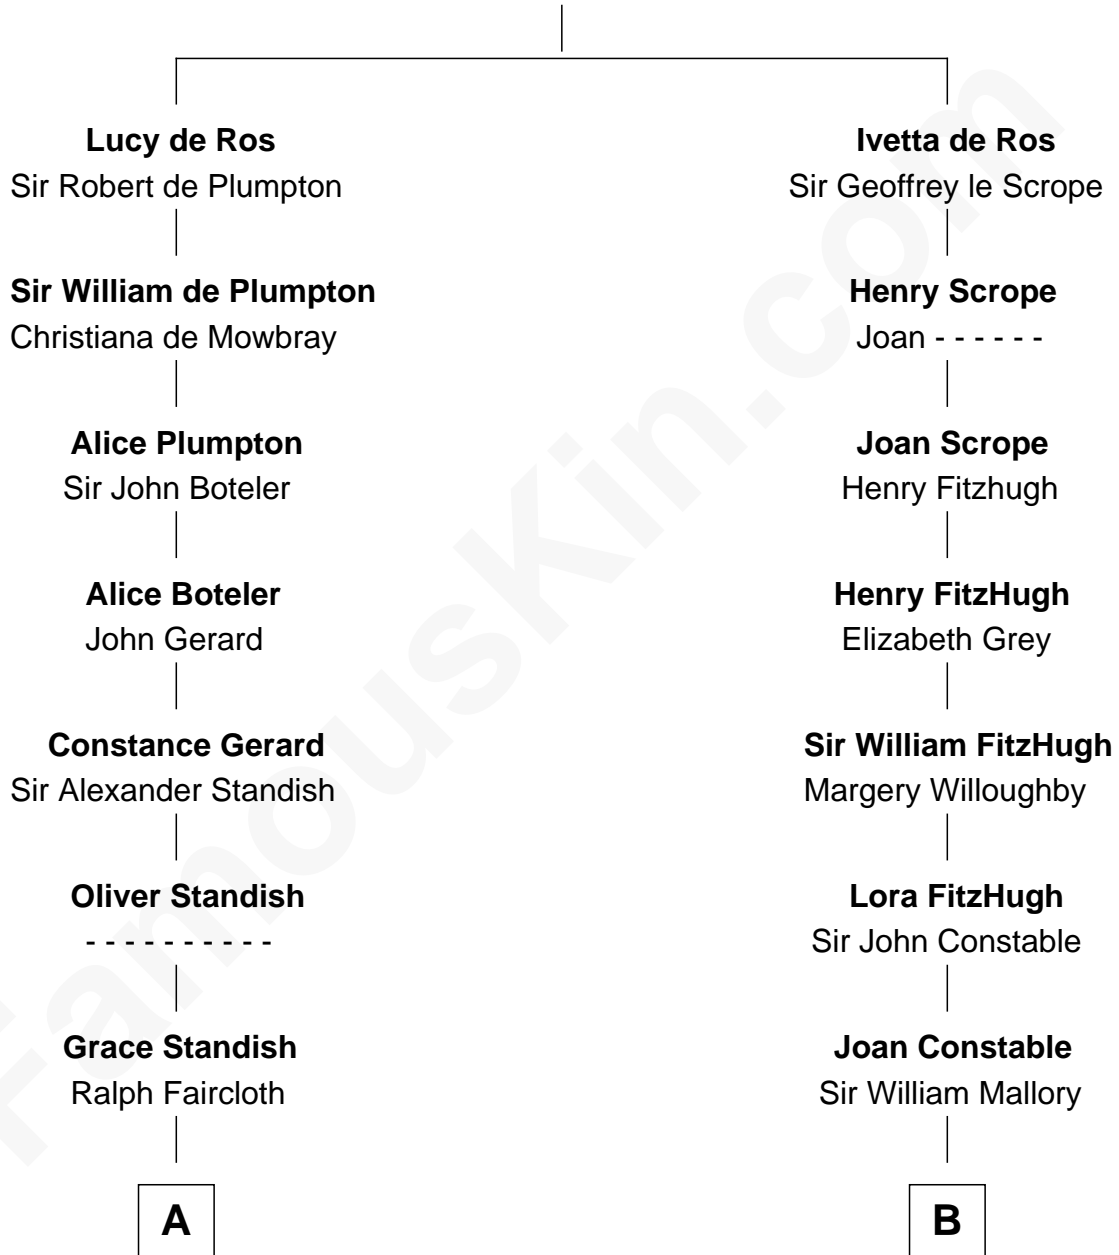 Lucy de Ros
Sir Robert de Plumpton
Sir William de Plumpton
Christiana de Mowbray
Alice Plumpton
Sir John Boteler
Alice Boteler
John Gerard
Constance Gerard
Sir Alexander Standish
Oliver Standish
- - - - - - - - - -
Grace Standish
Ralph Faircloth
A
Ivetta de Ros
Sir Geoffrey le Scrope
Henry Scrope
Joan - - - - - -
Joan Scrope
Henry Fitzhugh
Henry FitzHugh
Elizabeth Grey
Sir William FitzHugh
Margery Willoughby
Lora FitzHugh
Sir John Constable
Joan Constable
Sir William Mallory
B
FamousKin.com